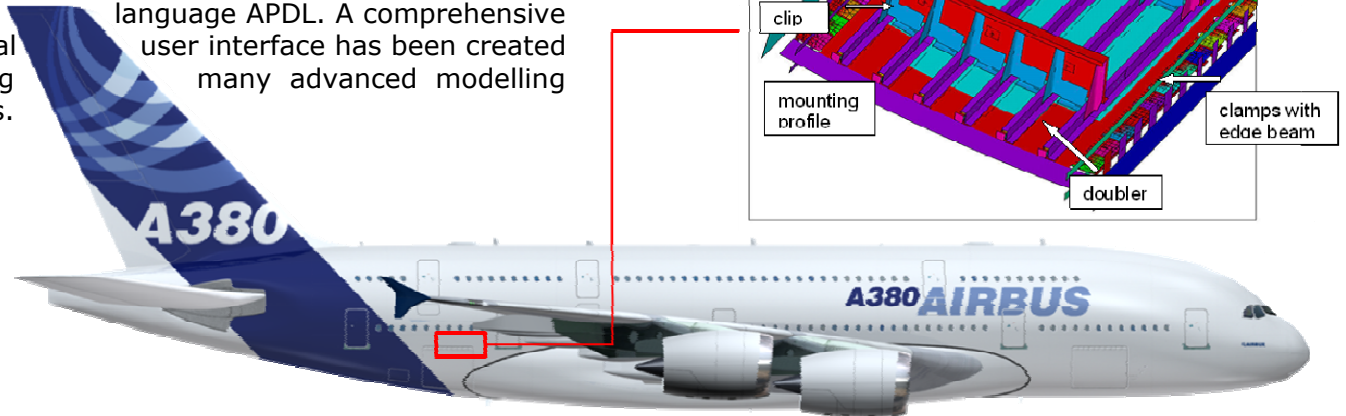 language APDL. A comprehensive
al user interface has been created
g many advanced modelling
s.
clip
mounting
profile
clamps with
edge beam
doubler
A380
A380 AIRBUS